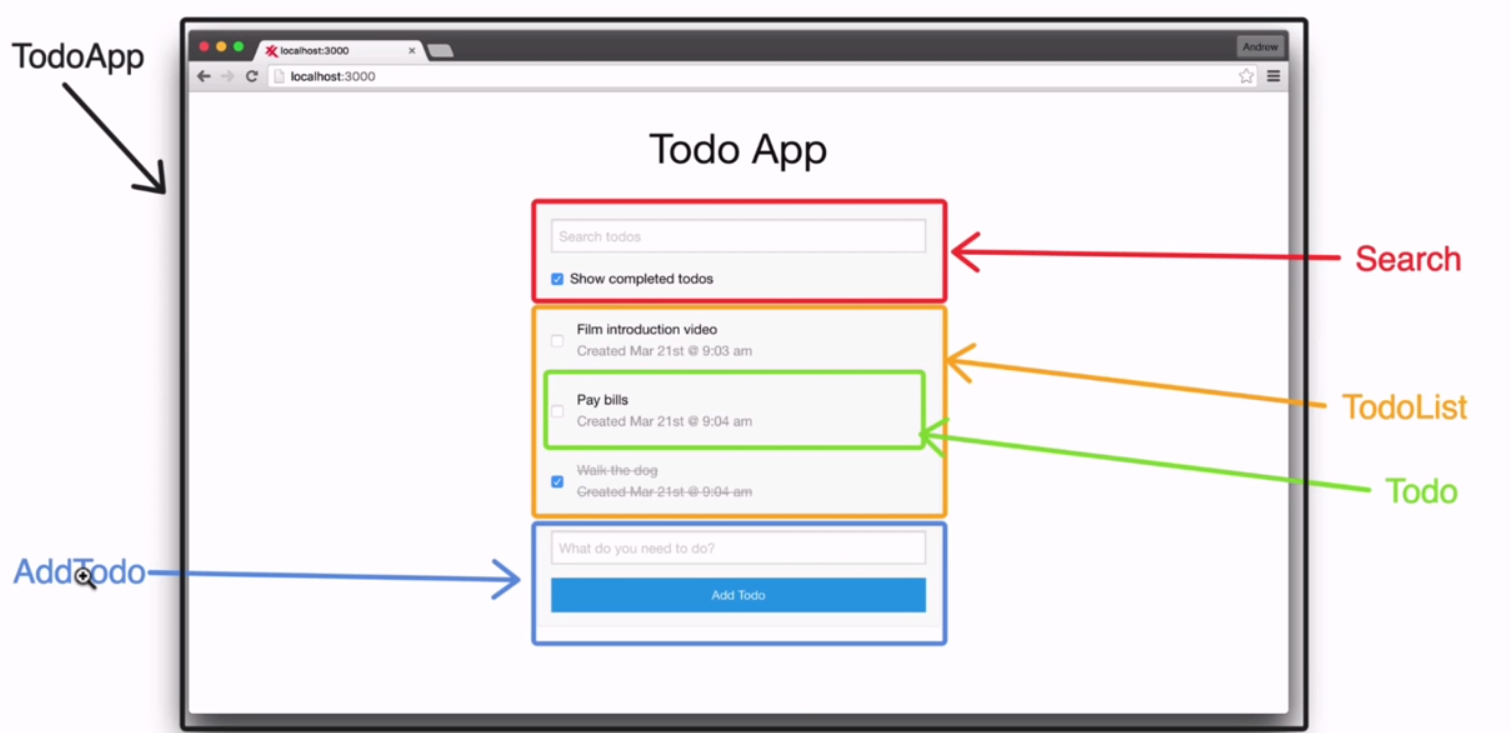 TodoApp
localhost:3000
Andrew
localhost:3000
Todo App
Search todos
Show completed todos
Search
Film introduction video
Created Mar 21st @ 9:03 am
TodoList
Pay bills
Created Mar 21st @ 9:04 am
Todo
Walk the dog
Created Mar 21st @ 9:04 am
What do you need to do?
AddTodo
Add Todo